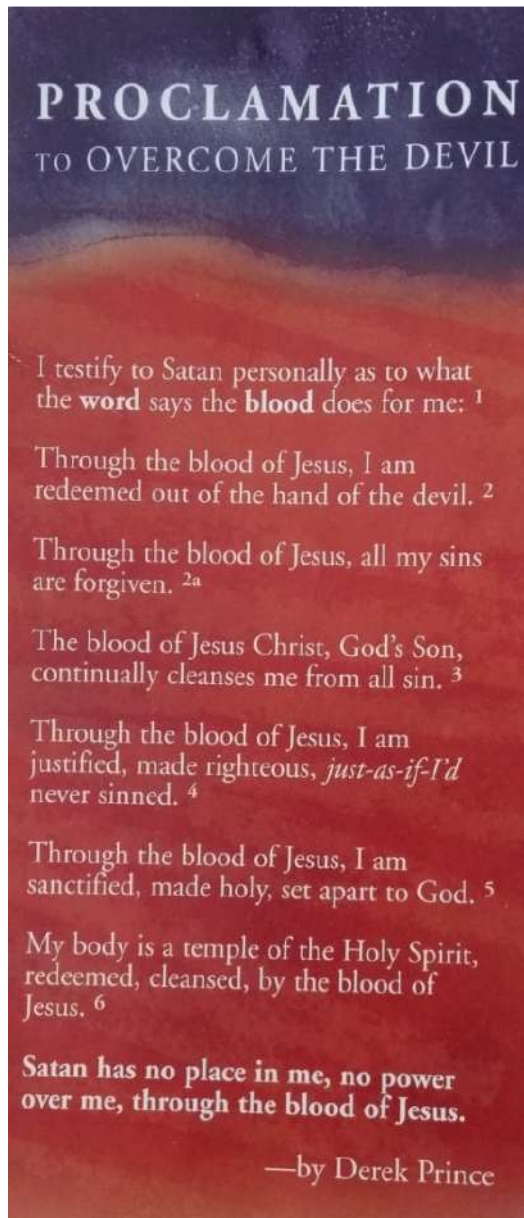 PROCLAMATION
TO OVERCOME THE DEVIL
I testify to Satan personally as to what
the word says the blood does for me: 1
Through the blood of Jesus, I am
redeemed out of the hand of the devil. 2
Through the blood of Jesus, all my sins
are forgiven. 2a
The blood of Jesus Christ, God's Son,
continually cleanses me from all sin. 3
Through the blood of Jesus, I am
justified, made righteous, just-as-if-I'd
never sinned. 4
Through the blood of Jesus, I am
sanctified, made holy, set apart to God. 5
My body is a temple of the Holy Spirit,
redeemed, cleansed, by the blood of
Jesus. 6
Satan has no place in me, no power
over me, through the blood of Jesus.
—by Derek Prince